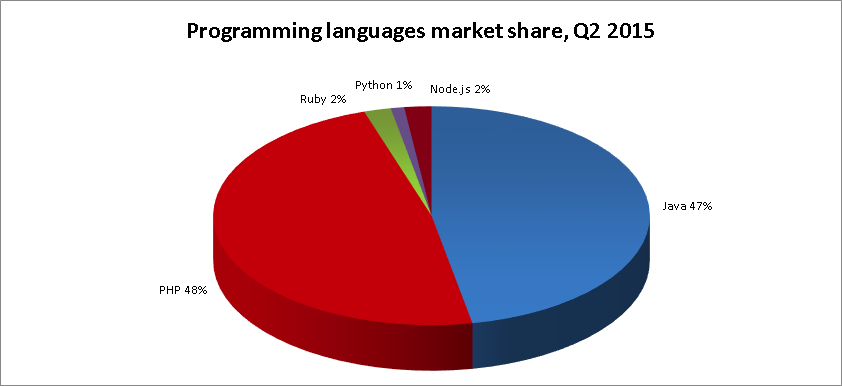 Programming languages market share, Q2 2015
Python 1%
Node.js 2%
Ruby 2%
Java 47%
PHP 48%